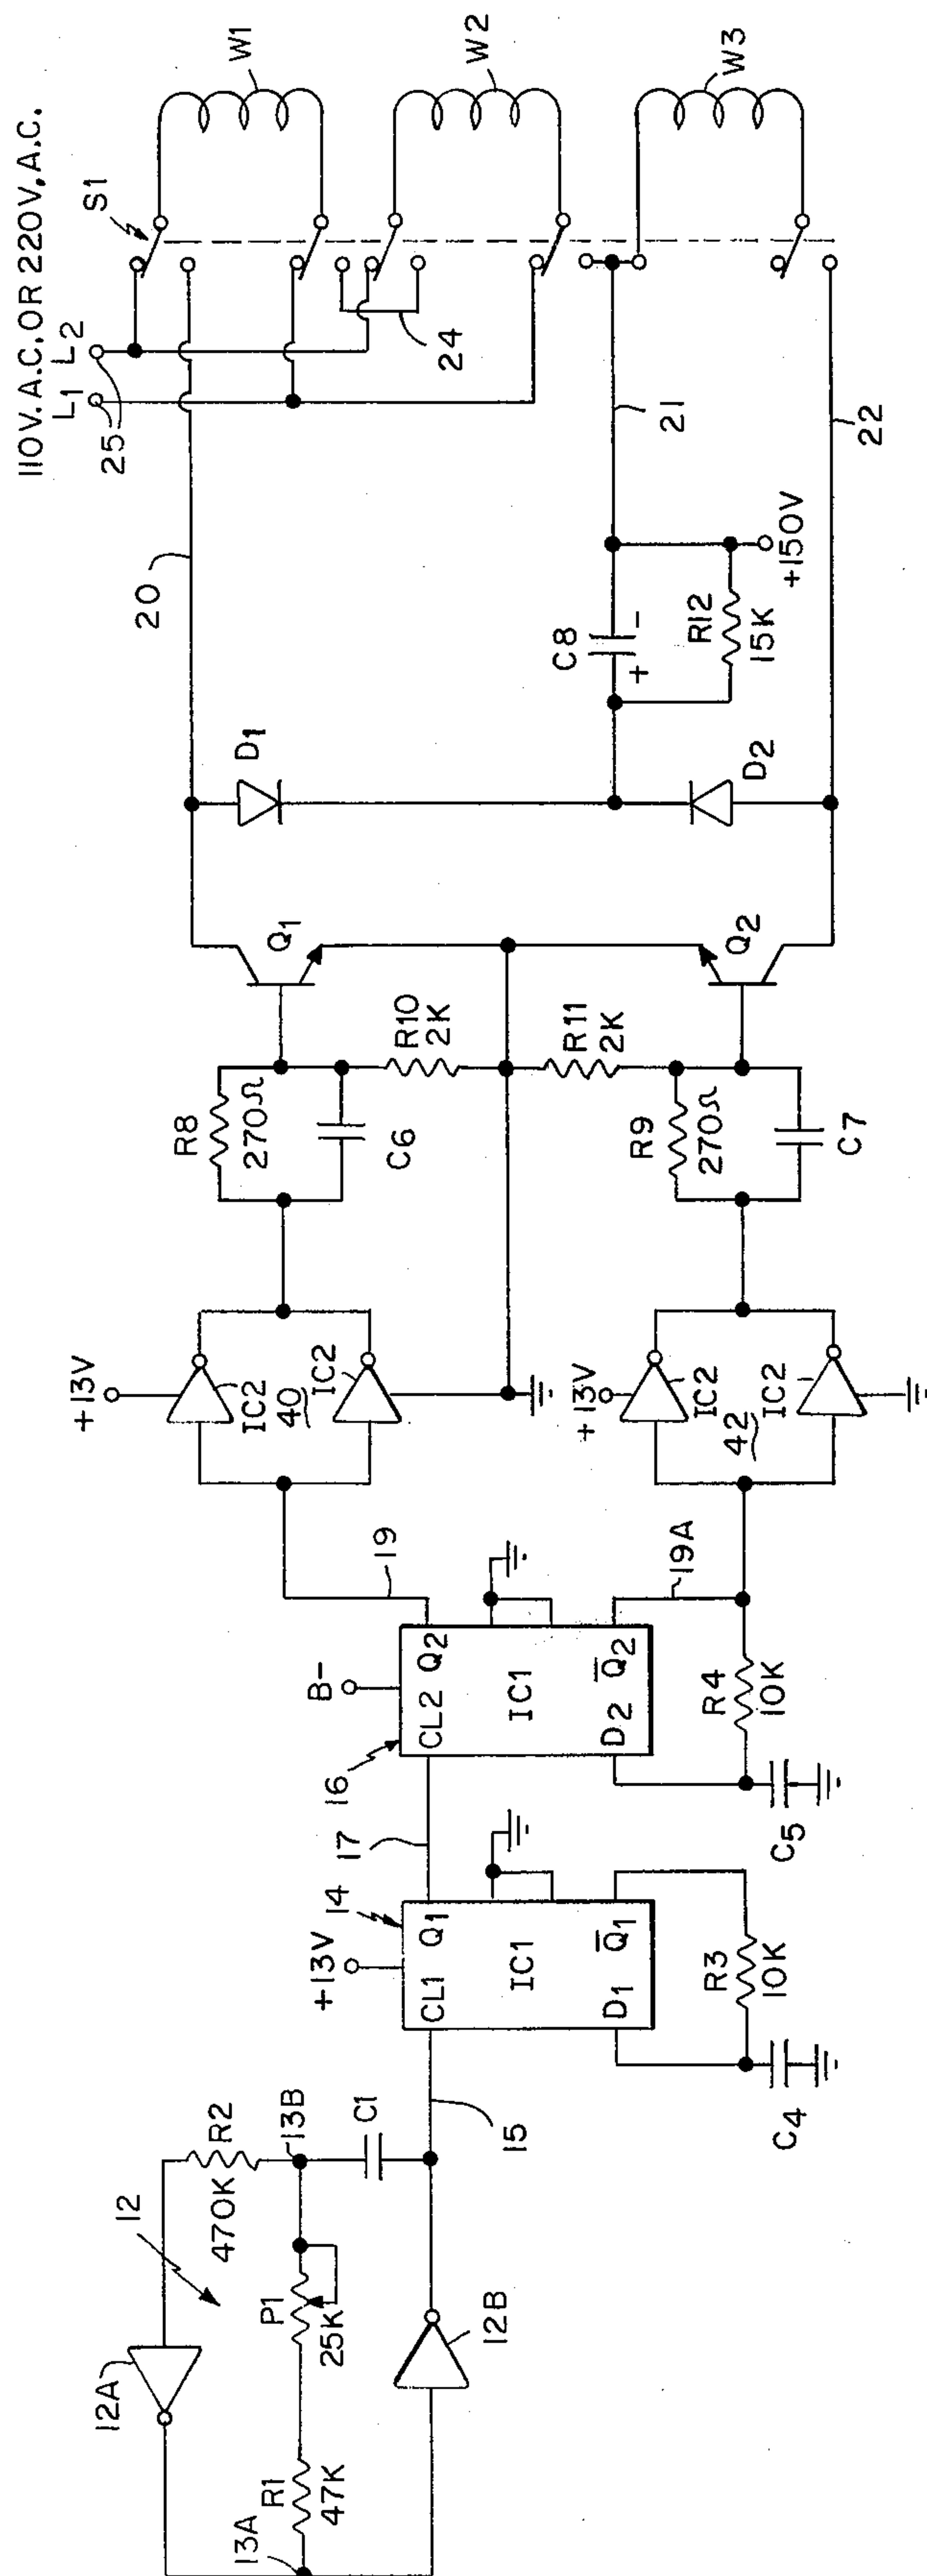 110V.A.C. OR 220V.A.C.
L1 L2
25
S1
W1
W2
W3
24
20
21
22
D1
C8
+ -
R12
15K
+150V
D2
Q1
Q2
R8
270Ω
C6
R10
2K
R11
2K
R9
270Ω
C7
+13V
IC2
40
IC2
+13V
IC2
42
IC2
19
19A
B-
16
CL2 Q2
IC1
D2 Q̅2
R4
10K
C5
17
14
+13V
CL1 Q1
IC1
D1 Q̅1
R3
10K
C4
15
12
12A
R2
470K
13B
C1
P1
25K
R1
47K
13A
12B